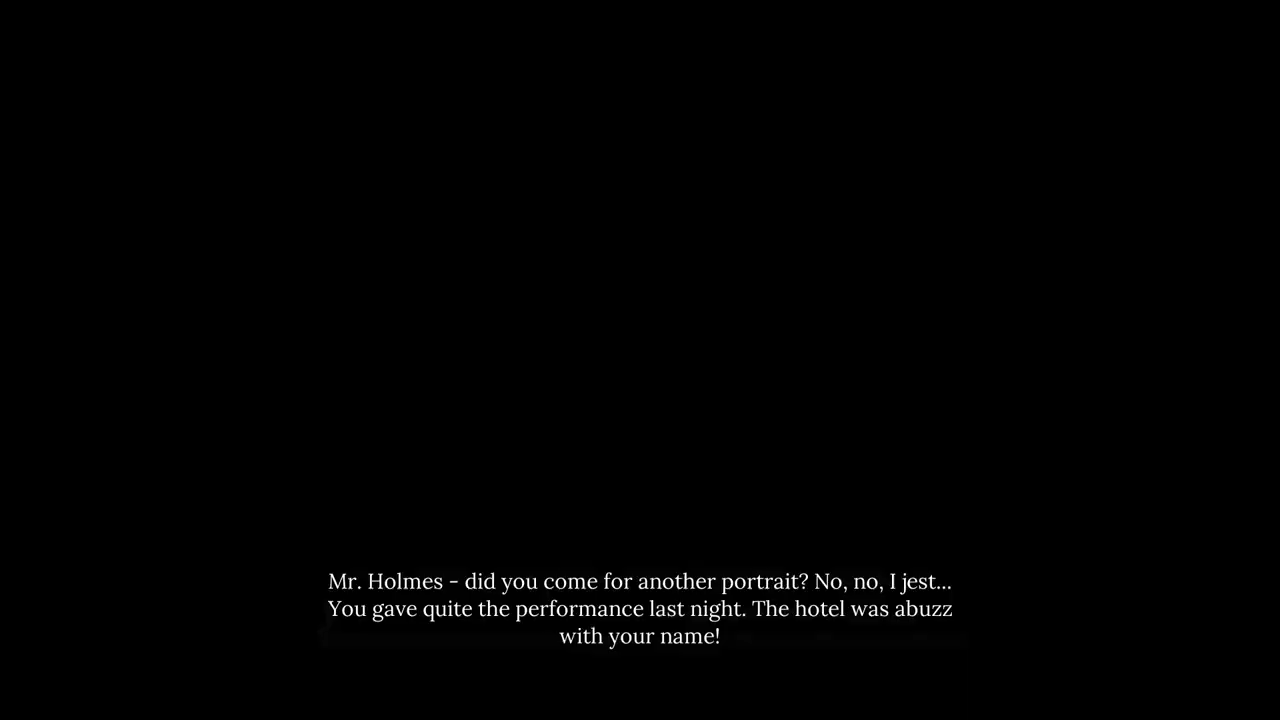 Mr. Holmes - did you come for another portrait? No, no, I jest...
You gave quite the performance last night. The hotel was abuzz
with your name!